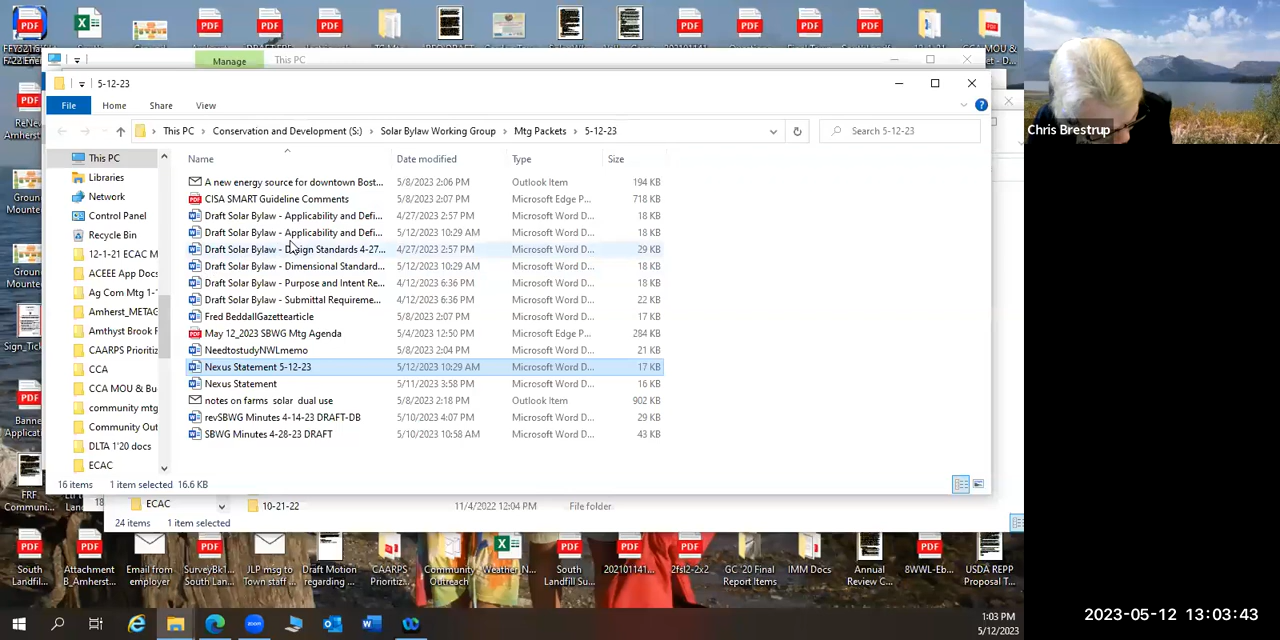 Manage
This PC
5-12-23
File Home Share View
This PC > Conservation and Development (S:) > Solar Bylaw Working Group > Mtg Packets > 5-12-23
Search 5-12-23
Name Date modified Type Size
A new energy source for downtown Bost... 5/8/2023 2:06 PM Outlook Item 194 KB
CISA SMART Guideline Comments 5/8/2023 2:07 PM Microsoft Edge P... 718 KB
Draft Solar Bylaw - Applicability and Defi... 4/27/2023 2:57 PM Microsoft Word D... 18 KB
Draft Solar Bylaw - Applicability and Defi... 5/12/2023 10:29 AM Microsoft Word D... 18 KB
Draft Solar Bylaw - Design Standards 4-27... 4/27/2023 2:57 PM Microsoft Word D... 29 KB
Draft Solar Bylaw - Dimensional Standard... 5/12/2023 10:29 AM Microsoft Word D... 18 KB
Draft Solar Bylaw - Purpose and Intent Re... 4/12/2023 6:36 PM Microsoft Word D... 18 KB
Draft Solar Bylaw - Submittal Requireme... 4/12/2023 6:36 PM Microsoft Word D... 22 KB
Fred BeddallGazettearticle 5/8/2023 2:07 PM Microsoft Word D... 17 KB
May 12_2023 SBWG Mtg Agenda 5/4/2023 12:50 PM Microsoft Edge P... 284 KB
NeedtostudyNWLmemo 5/8/2023 2:04 PM Microsoft Word D... 21 KB
Nexus Statement 5-12-23 5/12/2023 10:29 AM Microsoft Word D... 17 KB
Nexus Statement 5/11/2023 3:58 PM Microsoft Word D... 16 KB
notes on farms solar dual use 5/8/2023 2:18 PM Outlook Item 902 KB
revSBWG Minutes 4-14-23 DRAFT-DB 5/10/2023 4:07 PM Microsoft Word D... 29 KB
SBWG Minutes 4-28-23 DRAFT 5/10/2023 10:58 AM Microsoft Word D... 43 KB
This PC
Libraries
Network
Control Panel
Recycle Bin
12-1-21 ECAC M
ACEEE App Docs
Ag Com Mtg 1-
Amherst_METAG
Amthyst Brook F
CAARPS Prioritiz
CCA
CCA MOU & Bu
community mtg
Community Out
DLTA 1'20 docs
ECAC
16 items 1 item selected 16.6 KB
ECAC 10-21-22 11/4/2022 12:04 PM File folder
24 items 1 item selected
South Landfil...
Attachment B_Amherst...
Email from employer
SurveyBk1... South Lan...
JLP msg to Town staff ...
Draft Motion regarding ...
CAARPS Prioritiz...
Community Outreach
Weather N...
South Landfill Su...
202101141...
2fsl2-2x2
GC '20 Final Report Items
IMM Docs
Annual Review C...
8WWL-Eb...
USDA REPP Proposal T...
1:03 PM
5/12/2023
Chris Brestrup
2023-05-12 13:03:43